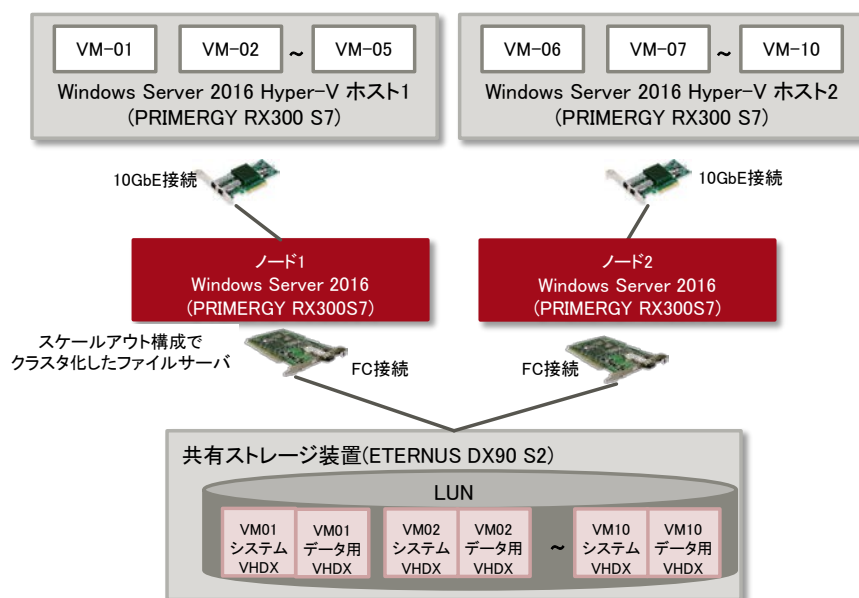 VM-01 VM-02 ~ VM-05
Windows Server 2016 Hyper-V ホスト1
(PRIMERGY RX300 S7)
VM-06 VM-07 ~ VM-10
Windows Server 2016 Hyper-V ホスト2
(PRIMERGY RX300 S7)
10GbE接続
10GbE接続
ノード1
Windows Server 2016
(PRIMERGY RX300S7)
ノード2
Windows Server 2016
(PRIMERGY RX300S7)
スケールアウト構成で
クラスタ化したファイルサーバ
FC接続
FC接続
共有ストレージ装置(ETERNUS DX90 S2)
LUN
VM01
システム
VHDX
VM01
データ用
VHDX
VM02
システム
VHDX
VM02
データ用
VHDX
~
VM10
システム
VHDX
VM10
データ用
VHDX